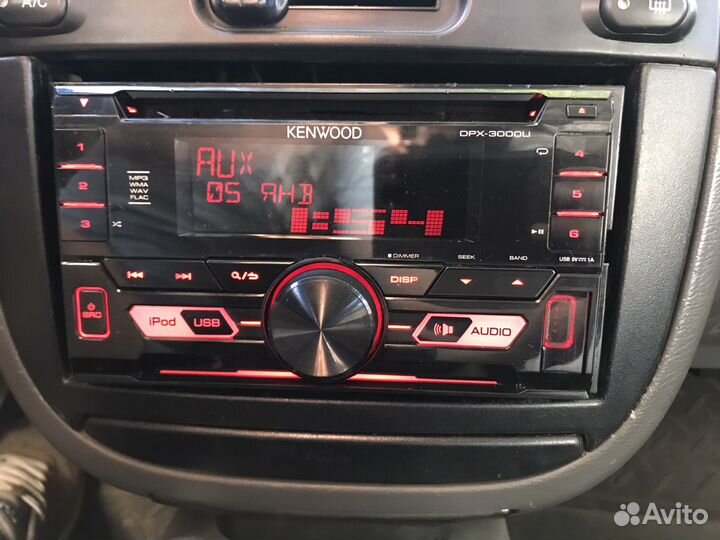 A/C
KENWOOD
DPX-3000U
1
2
3
MP3
WMA
WAV
FLAC
AUX
05 ЯНВ
1:54
4
5
6
USB 5V 1A
DIMMER
SEEK
BAND
DISP
SRC
iPod
USB
AUDIO
Avito